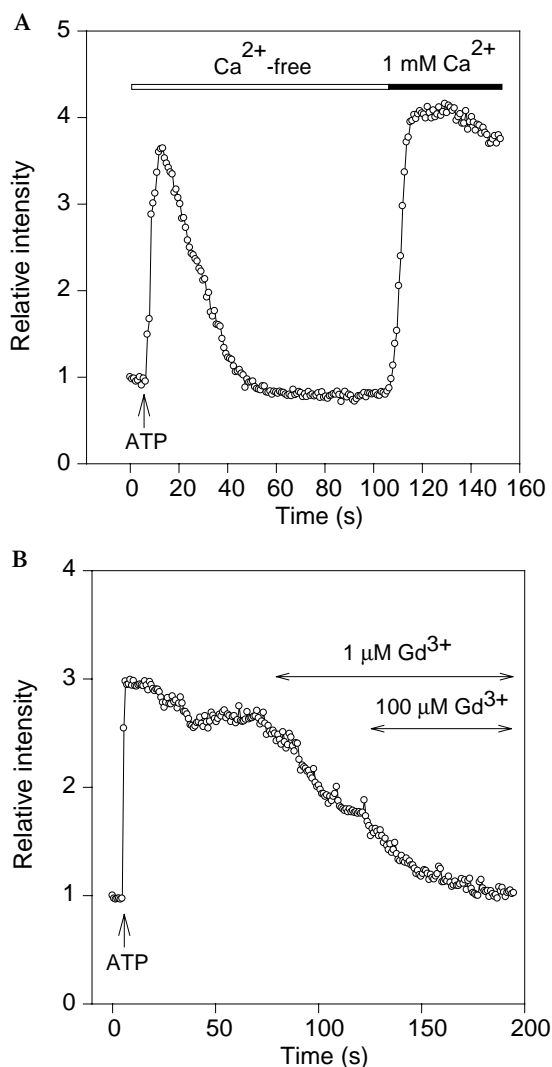 A
5
Ca²⁺-free
1 mM Ca²⁺
4
3
2
1
0
Relative intensity
ATP
0 20 40 60 80 100 120 140 160
Time (s)
B
4
1 μM Gd³⁺
3
100 μM Gd³⁺
2
1
0
Relative intensity
ATP
0 50 100 150 200
Time (s)